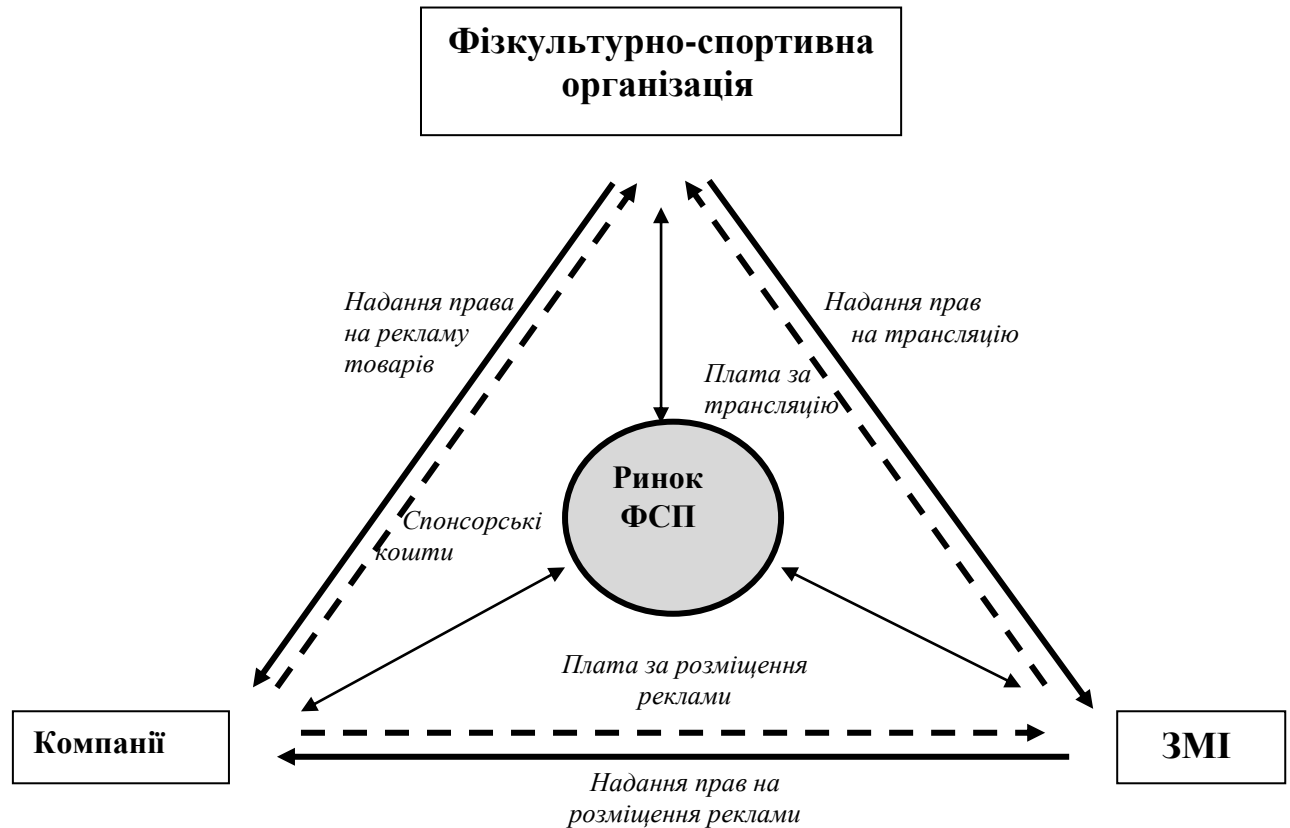 Фізкультурно-спортивна
організація
Надання права
на рекламу
товарів
Надання прав
на трансляцію
Плата за
трансляцію
Ринок
ФСП
Спонсорські
кошти
Плата за розміщення
реклами
Компанії
ЗМІ
Надання прав на
розміщення реклами